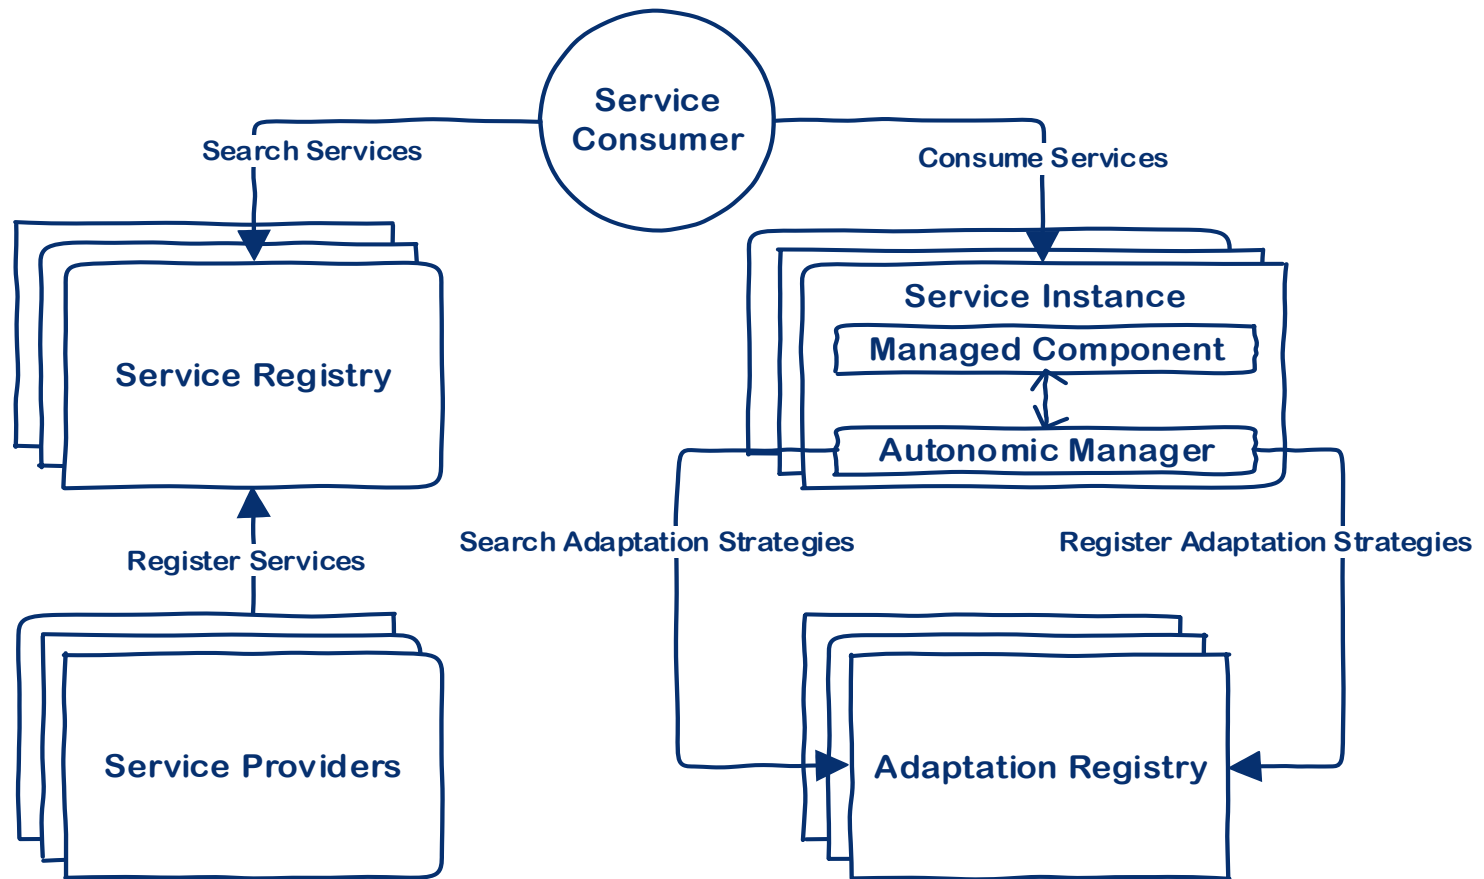 Service
Consumer
Search Services
Consume Services
Service Registry
Service Instance
Managed Component
Autonomic Manager
Register Services
Search Adaptation Strategies
Register Adaptation Strategies
Service Providers
Adaptation Registry